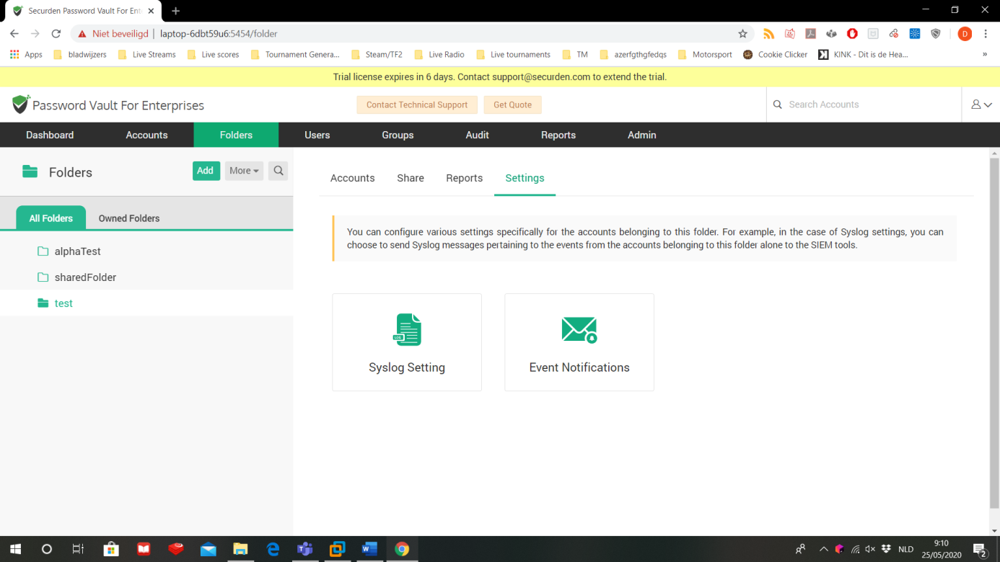 Securden Password Vault For Ent
Niet beveiligd | laptop-6dbt59u6:5454/folder
D
Apps bladwijzers Live Streams Live scores Tournament Genera... Steam/TF2 Live Radio Live tournaments TM azerfgthgfedqs Motorsport Cookie Clicker KINK - Dit is de Hea... »
Trial license expires in 6 days. Contact support@securden.com to extend the trial.
Password Vault For Enterprises
Contact Technical Support Get Quote
Search Accounts
Dashboard Accounts Folders Users Groups Audit Reports Admin
Folders
Add More
All Folders Owned Folders
alphaTest
sharedFolder
test
Accounts Share Reports Settings
You can configure various settings specifically for the accounts belonging to this folder. For example, in the case of Syslog settings, you can
choose to send Syslog messages pertaining to the events from the accounts belonging to this folder alone to the SIEM tools.
LOG
Syslog Setting
Event Notifications
NLD
9:10
25/05/2020
2